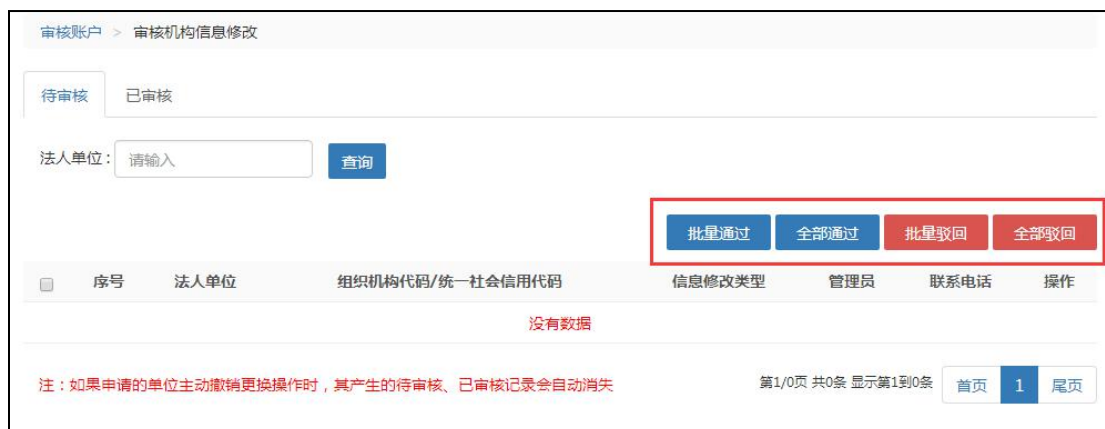 审核账户 > 审核机构信息修改
待审核 已审核
法人单位： 请输入 查询
批量通过 全部通过 批量驳回 全部驳回
序号 法人单位 组织机构代码/统一社会信用代码 信息修改类型 管理员 联系电话 操作
没有数据
注：如果申请的单位主动撤销更换操作时，其产生的待审核、已审核记录会自动消失 第1/0页 共0条 显示第1到0条 首页 1 尾页